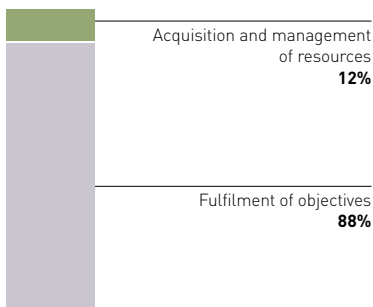 Acquisition and management
of resources
12%
Fulfilment of objectives
88%